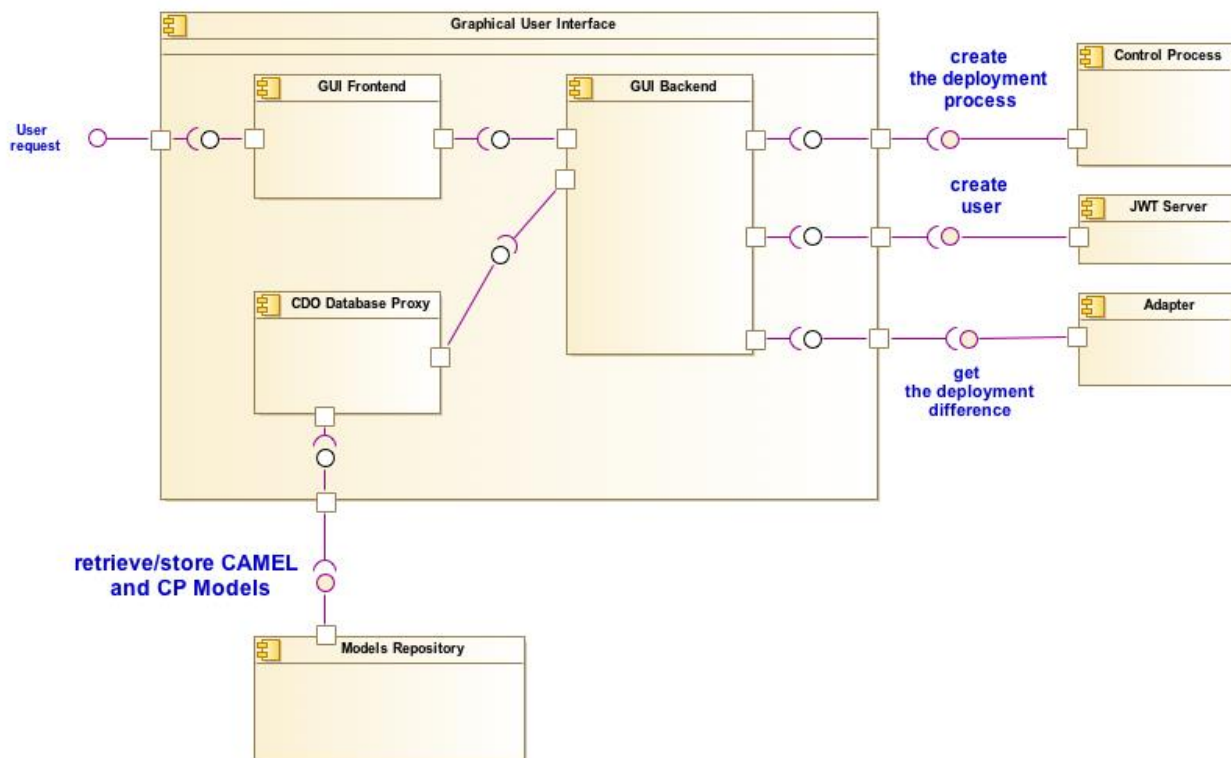 Graphical User Interface
GUI Frontend
GUI Backend
User
request
create
the deployment
process
Control Process
create
user
JWT Server
CDO Database Proxy
Adapter
get
the deployment
difference
retrieve/store CAMEL
and CP Models
Models Repository